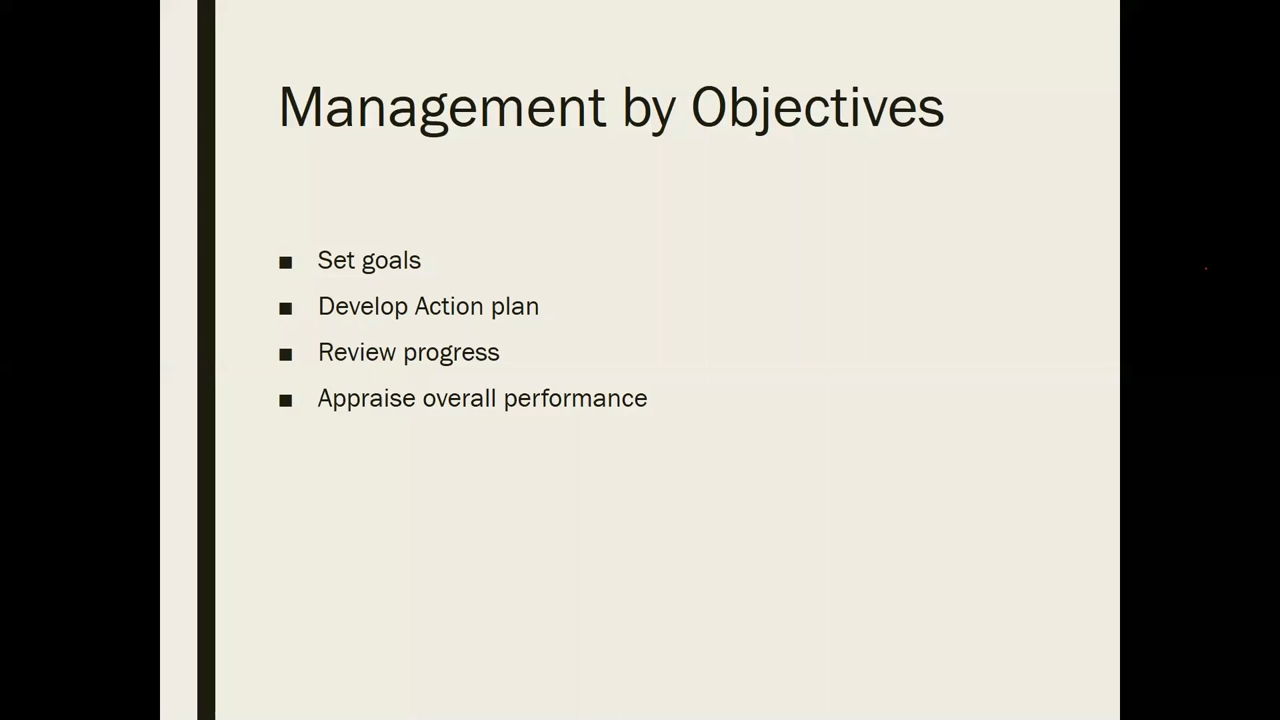 Management by Objectives
■ Set goals
■ Develop Action plan
■ Review progress
■ Appraise overall performance